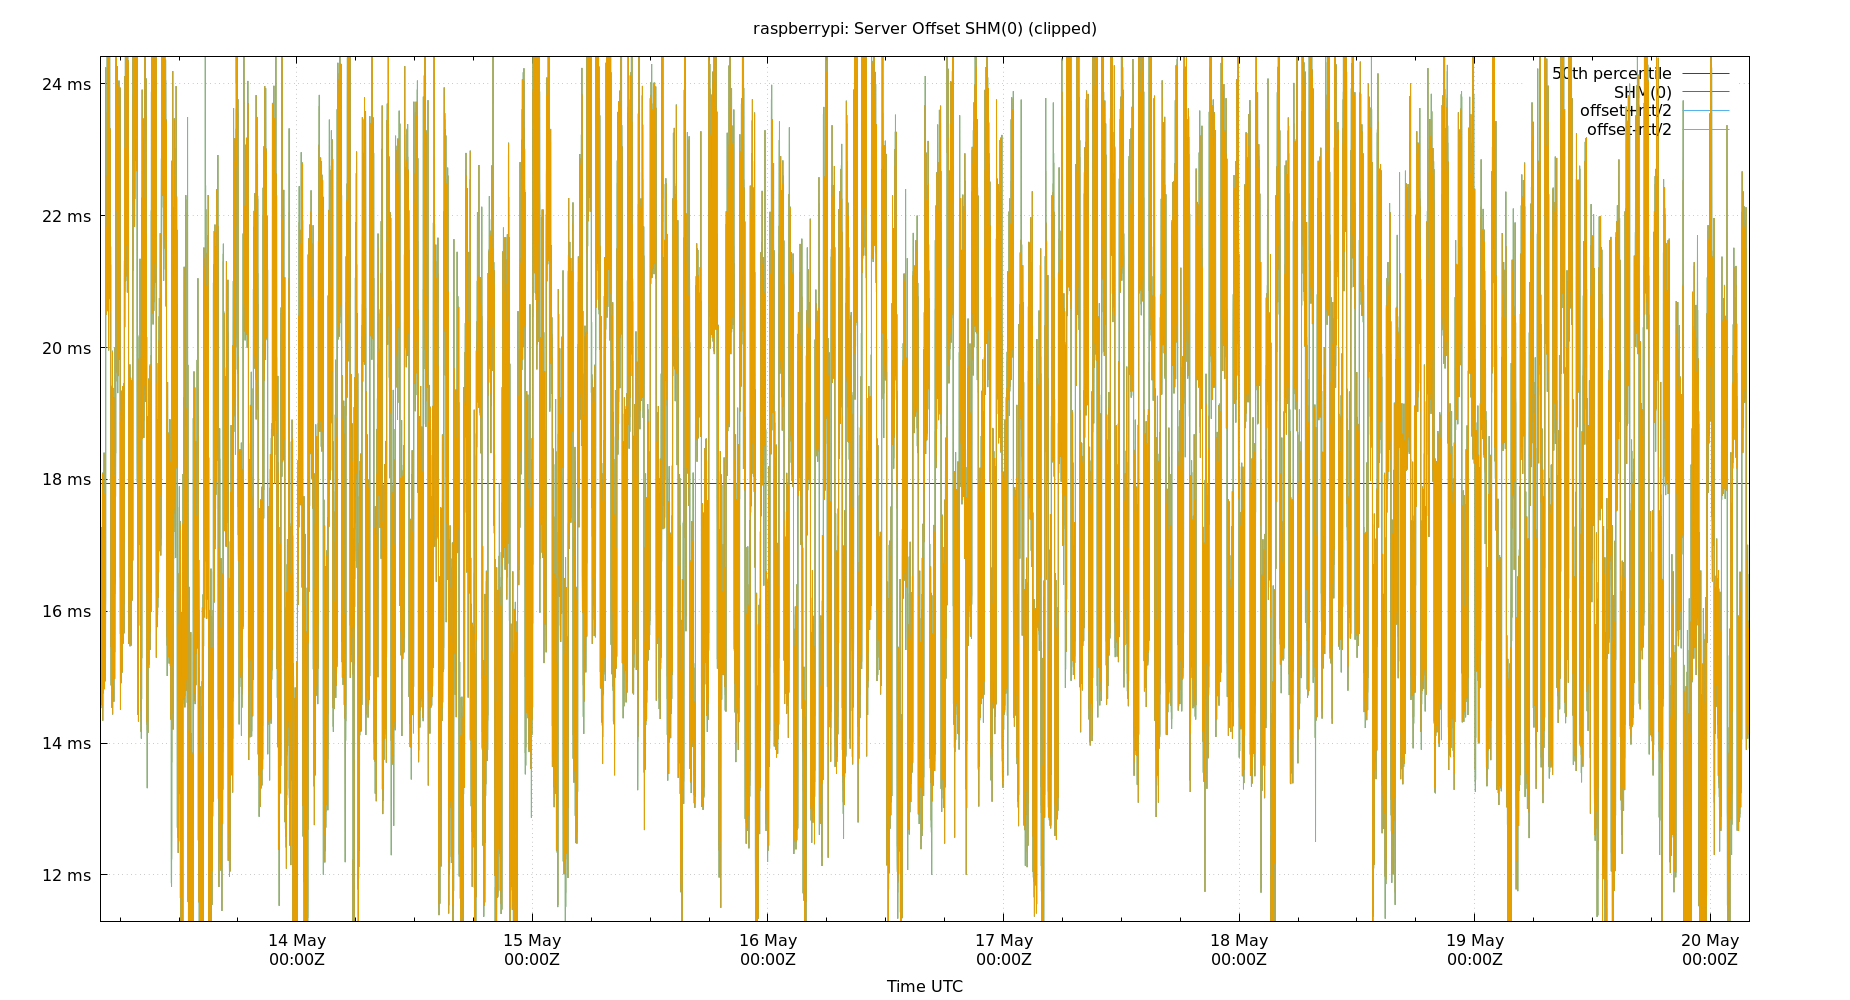 raspberrypi: Server Offset SHM(0) (clipped)
24 ms
22 ms
20 ms
18 ms
16 ms
14 ms
12 ms
50th percentile
SHM(0)
offset+rtt/2
offset-rtt/2
14 May
00:00Z
15 May
00:00Z
16 May
00:00Z
17 May
00:00Z
18 May
00:00Z
19 May
00:00Z
20 May
00:00Z
Time UTC